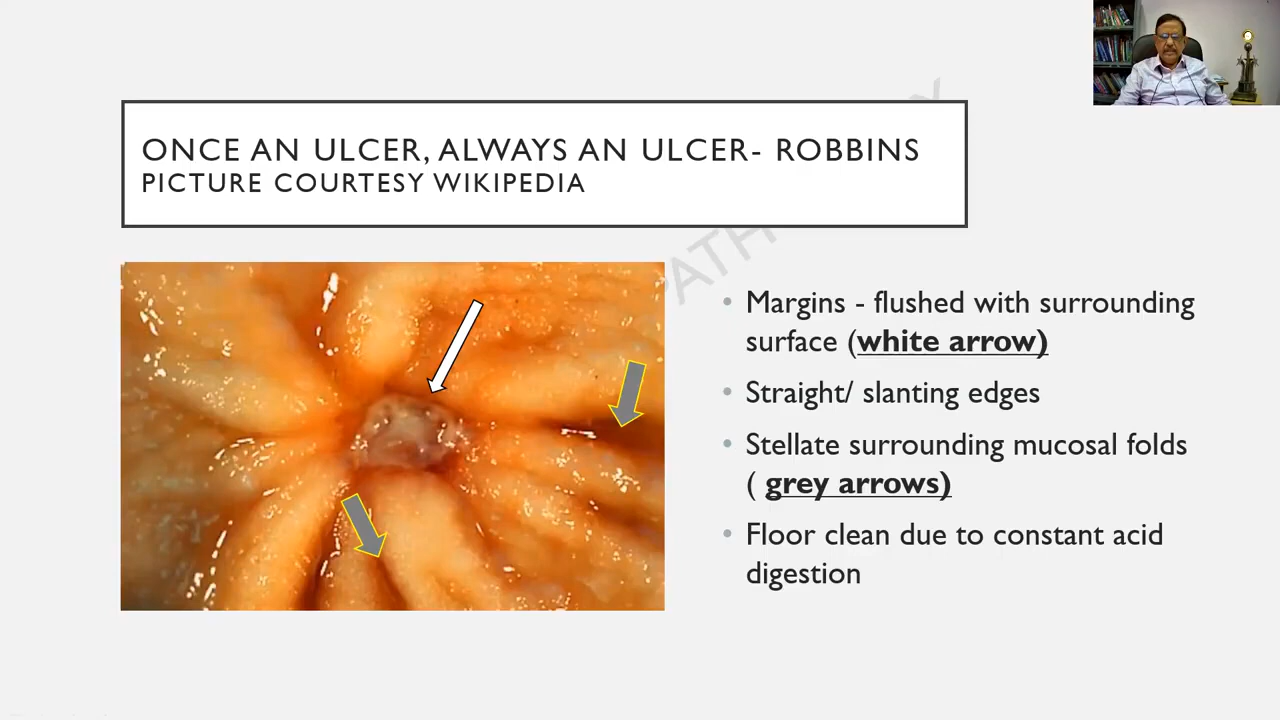 ONCE AN ULCER, ALWAYS AN ULCER- ROBBINS
PICTURE COURTESY WIKIPEDIA
• Margins - flushed with surrounding
surface (white arrow)
• Straight/ slanting edges
• Stellate surrounding mucosal folds
( grey arrows)
• Floor clean due to constant acid
digestion